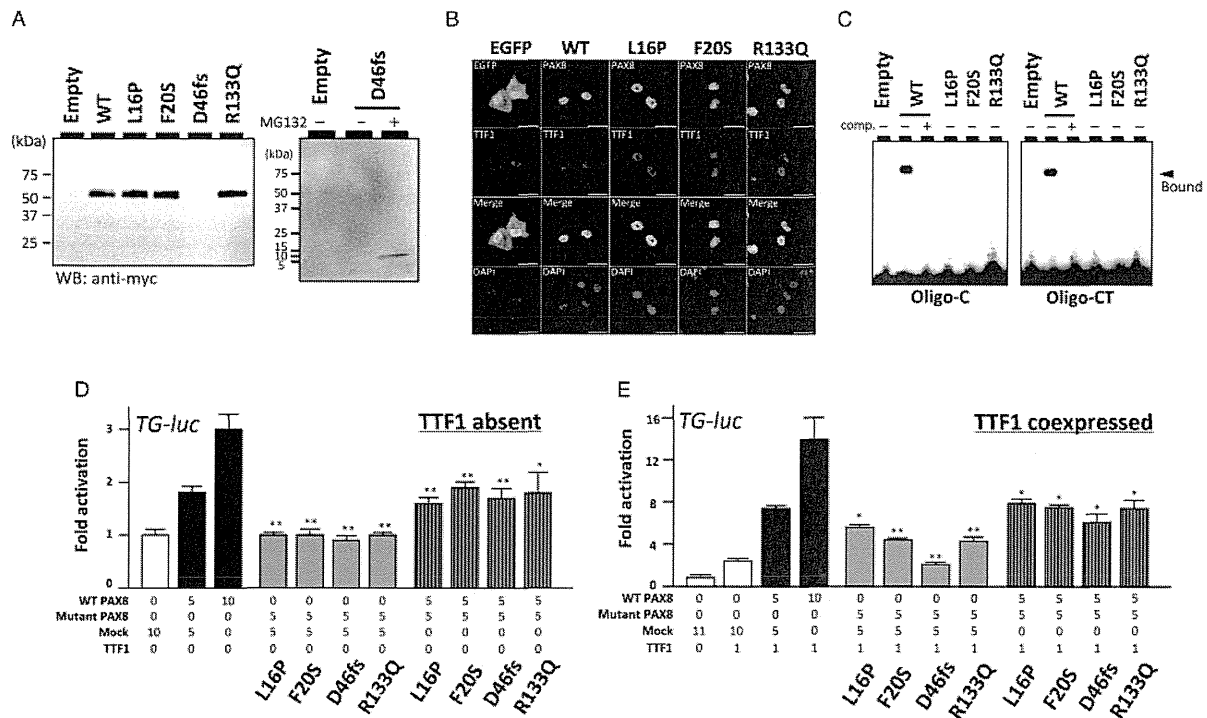 A
Empty
WT
L16P
F20S
D46fs
R133Q
(kDa)
75
50
37
25
WB: anti-myc
Empty
D46fs
MG132 − − +
(kDa)
75
50
37
25
15
10
5
B
EGFP WT L16P F20S R133Q
EGFP PAX8 PAX8 PAX8 PAX8
TTF1 TTF1 TTF1 TTF1 TTF1
Merge Merge Merge Merge Merge
DAPI DAPI DAPI DAPI DAPI
C
Empty
WT
L16P
F20S
R133Q
comp. − − + − − −
Oligo-C
Empty
WT
L16P
F20S
R133Q
− − + − − −
Bound
Oligo-CT
D
TG-luc
TTF1 absent
Fold activation
3
2
1
0
** ** ** ** ** ** ** *
WT PAX8 0 5 10 0 0 0 0 5 5 5 5
Mutant PAX8 0 0 0 5 5 5 5 5 5 5 5
Mock 10 5 0 5 5 5 5 0 0 0 0
TTF1 0 0 0 0 0 0 0 0 0 0 0
L16P F20S D46fs R133Q L16P F20S D46fs R133Q
E
TG-luc
TTF1 coexpressed
Fold activation
16
12
8
4
0
* ** ** ** * * * *
WT PAX8 0 0 5 10 0 0 0 0 5 5 5 5
Mutant PAX8 0 0 0 0 5 5 5 5 5 5 5 5
Mock 11 10 5 0 5 5 5 5 0 0 0 0
TTF1 0 1 1 1 1 1 1 1 1 1 1 1
L16P F20S D46fs R133Q L16P F20S D46fs R133Q